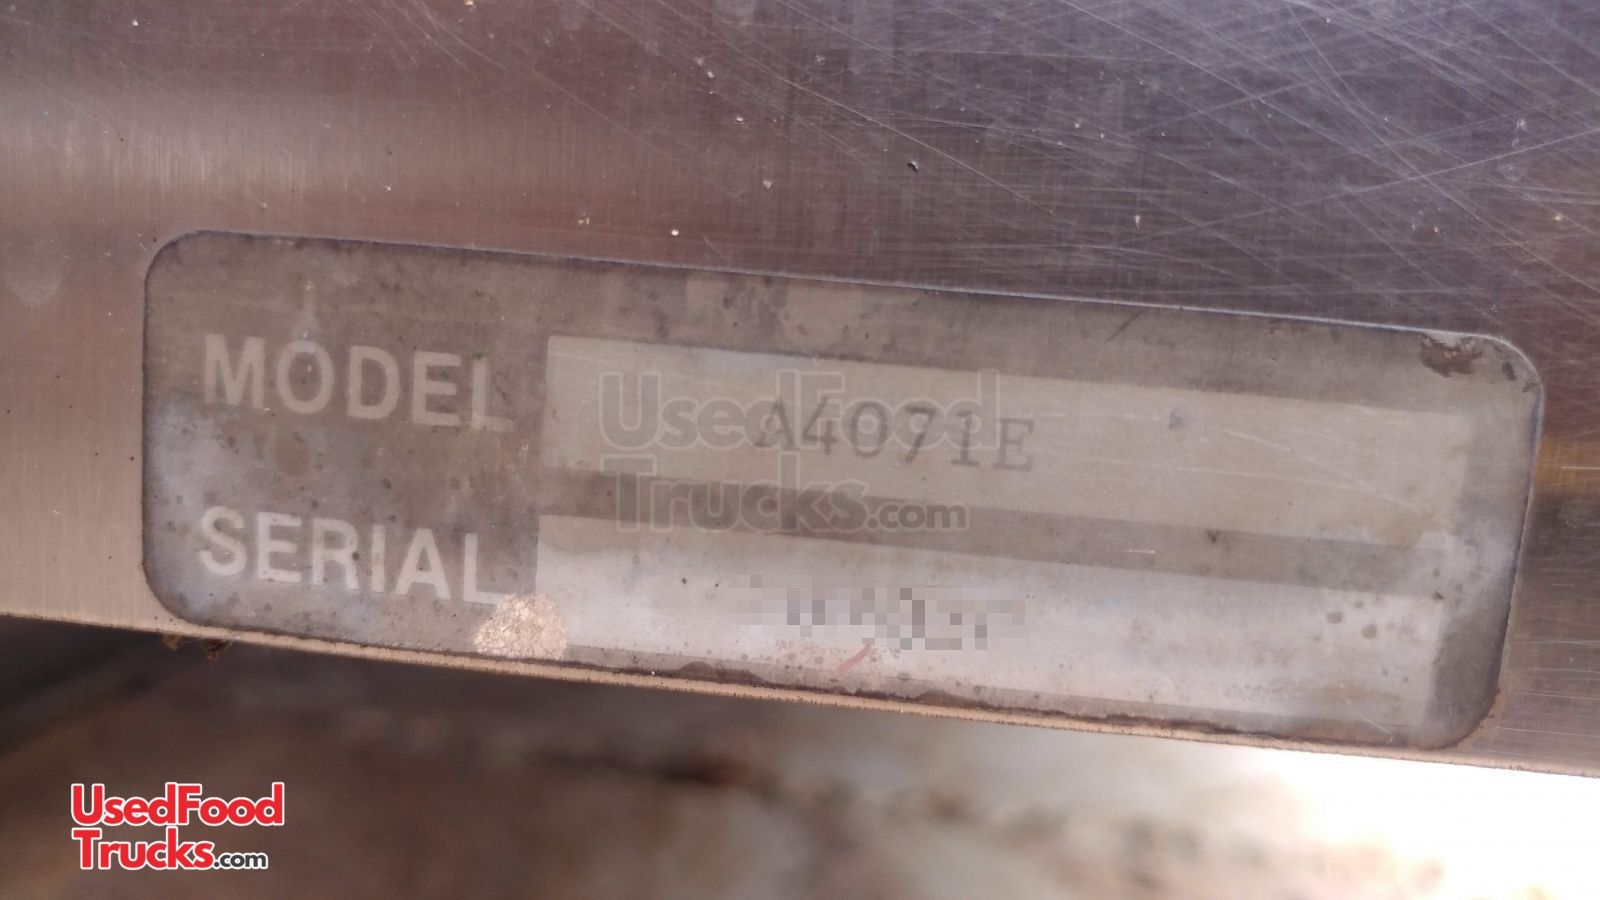 MODEL A4071E
SERIAL
UsedFood
Trucks.com
UsedFood
Trucks.com